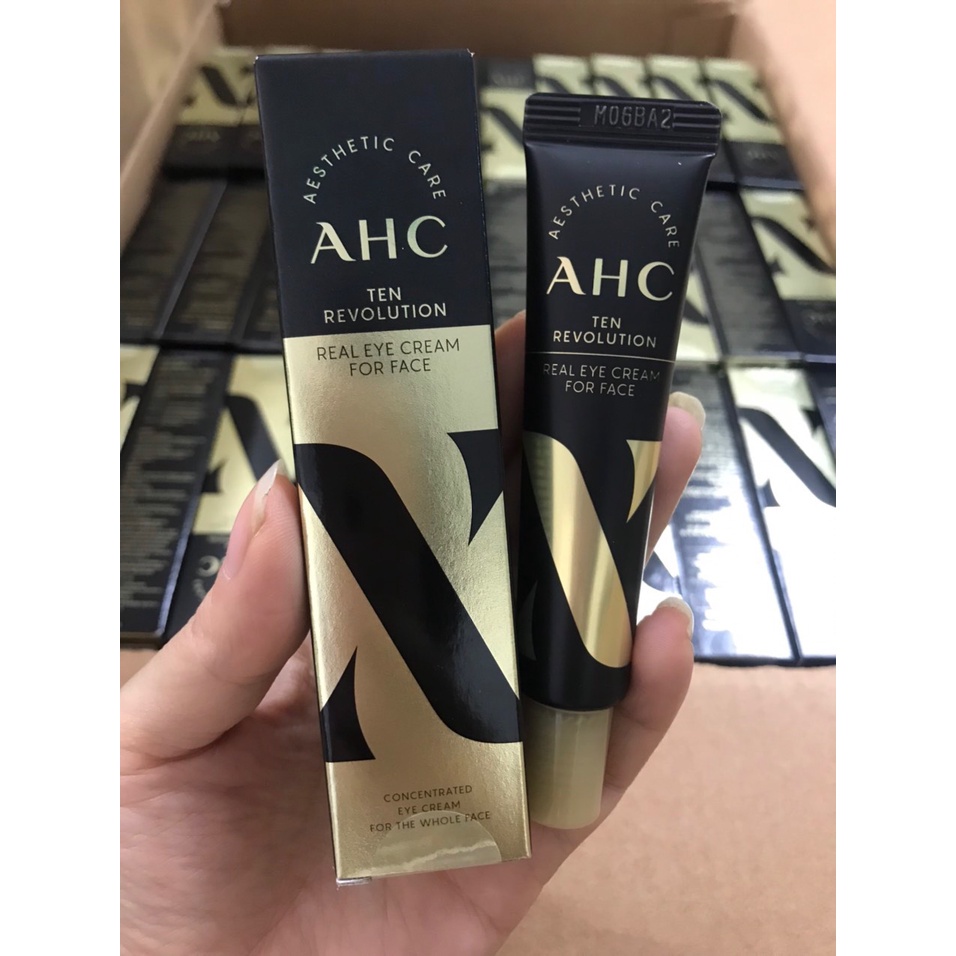 AESTHETIC CARE
AHC
TEN
REVOLUTION
REAL EYE CREAM
FOR FACE
CONCENTRATED
EYE CREAM
FOR THE WHOLE FACE
M06BA2
AESTHETIC CARE
AHC
TEN
REVOLUTION
REAL EYE CREAM
FOR FACE